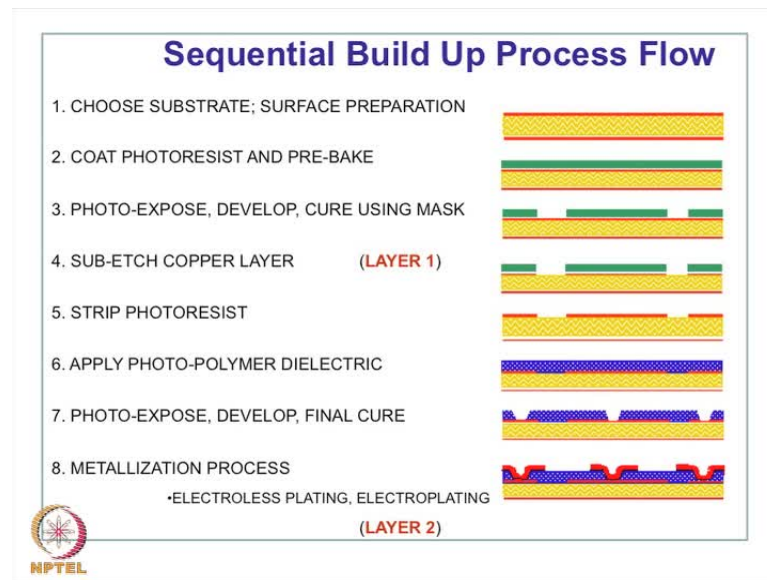 Sequential Build Up Process Flow
1. CHOOSE SUBSTRATE; SURFACE PREPARATION
2. COAT PHOTORESIST AND PRE-BAKE
3. PHOTO-EXPOSE, DEVELOP, CURE USING MASK
4. SUB-ETCH COPPER LAYER (LAYER 1)
5. STRIP PHOTORESIST
6. APPLY PHOTO-POLYMER DIELECTRIC
7. PHOTO-EXPOSE, DEVELOP, FINAL CURE
8. METALLIZATION PROCESS
•ELECTROLESS PLATING, ELECTROPLATING
(LAYER 2)
NPTEL